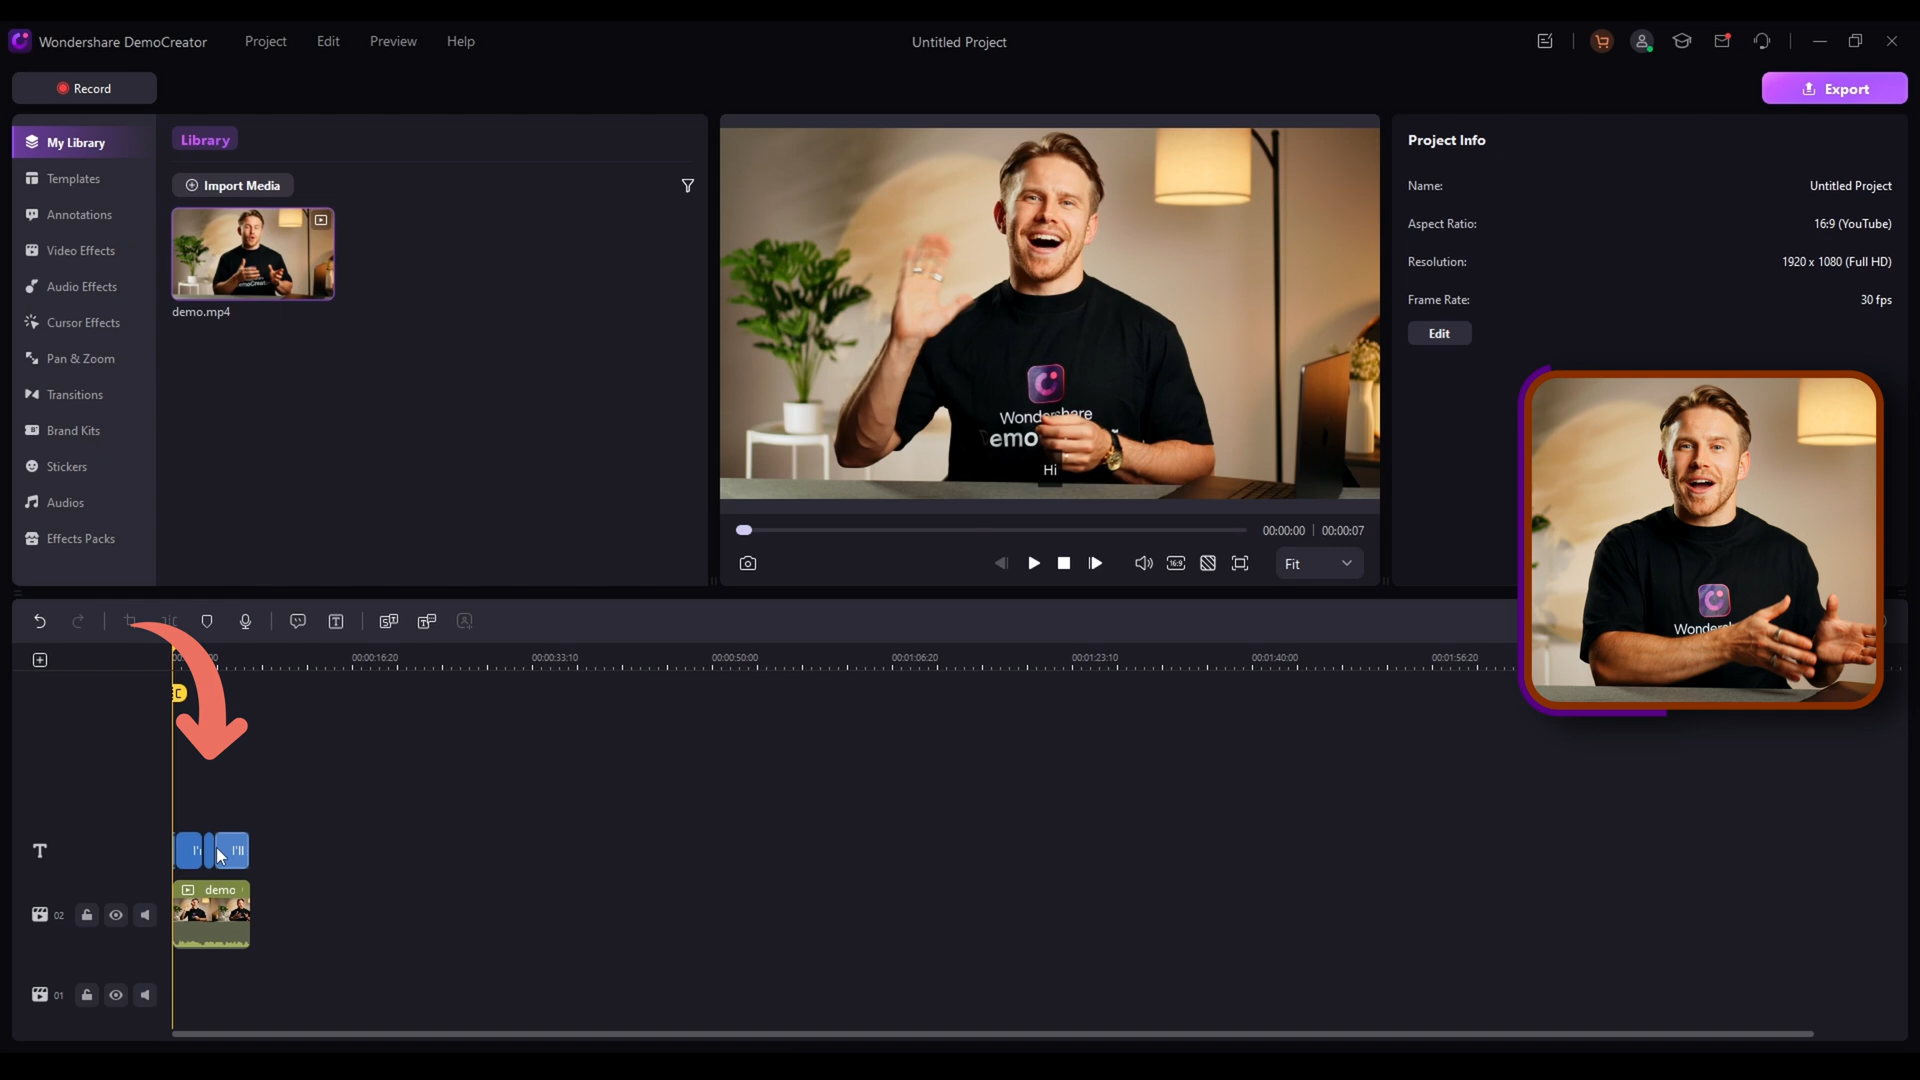 Wondershare DemoCreator
Project
Edit
Preview
Help
Untitled Project
Record
Export
My Library
Templates
Annotations
Video Effects
Audio Effects
Cursor Effects
Pan & Zoom
Transitions
Brand Kits
Stickers
Audios
Effects Packs
Library
Import Media
demo.mp4
Wondershare
Hi
00:00:00 | 00:00:07
16:9
Fit
Project Info
Name: Untitled Project
Aspect Ratio: 16:9 (YouTube)
Resolution: 1920 x 1080 (Full HD)
Frame Rate: 30 fps
Edit
00:00:16:20
00:00:33:10
00:00:50:00
00:01:06:20
00:01:23:10
00:01:40:00
00:01:56:20
T
I'll
demo
02
01